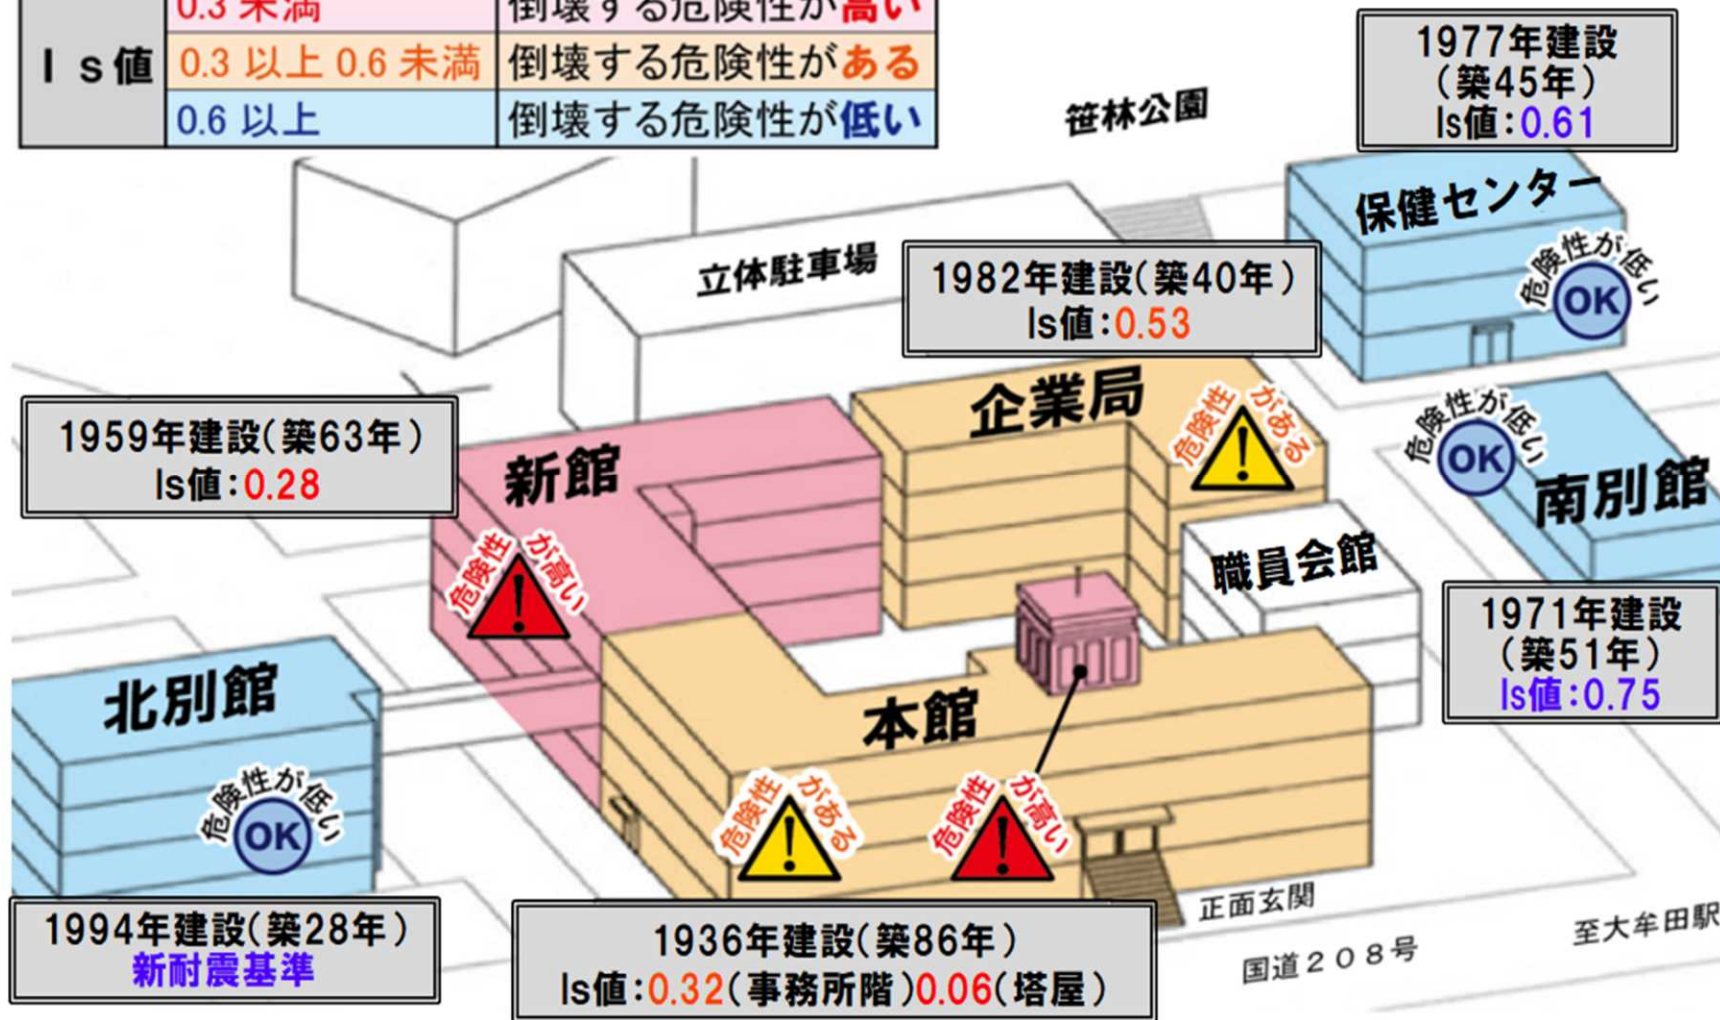 0.3 未満 倒壊する危険性が高い
Ｉｓ値 0.3 以上 0.6 未満 倒壊する危険性がある
0.6 以上 倒壊する危険性が低い
1977年建設
（築45年）
Is値：0.61
笹林公園
保健センター
危険性が低い
OK
立体駐車場
1982年建設（築40年）
Is値：0.53
企業局
危険性がある
!
危険性が低い
OK
南別館
1959年建設（築63年）
Is値：0.28
新館
危険性が高い
!
職員会館
1971年建設
（築51年）
Is値：0.75
北別館
危険性が低い
OK
本館
危険性がある
!
危険性が高い
!
正面玄関
至大牟田駅
国道２０８号
1994年建設（築28年）
新耐震基準
1936年建設（築86年）
Is値：0.32（事務所階）0.06（塔屋）